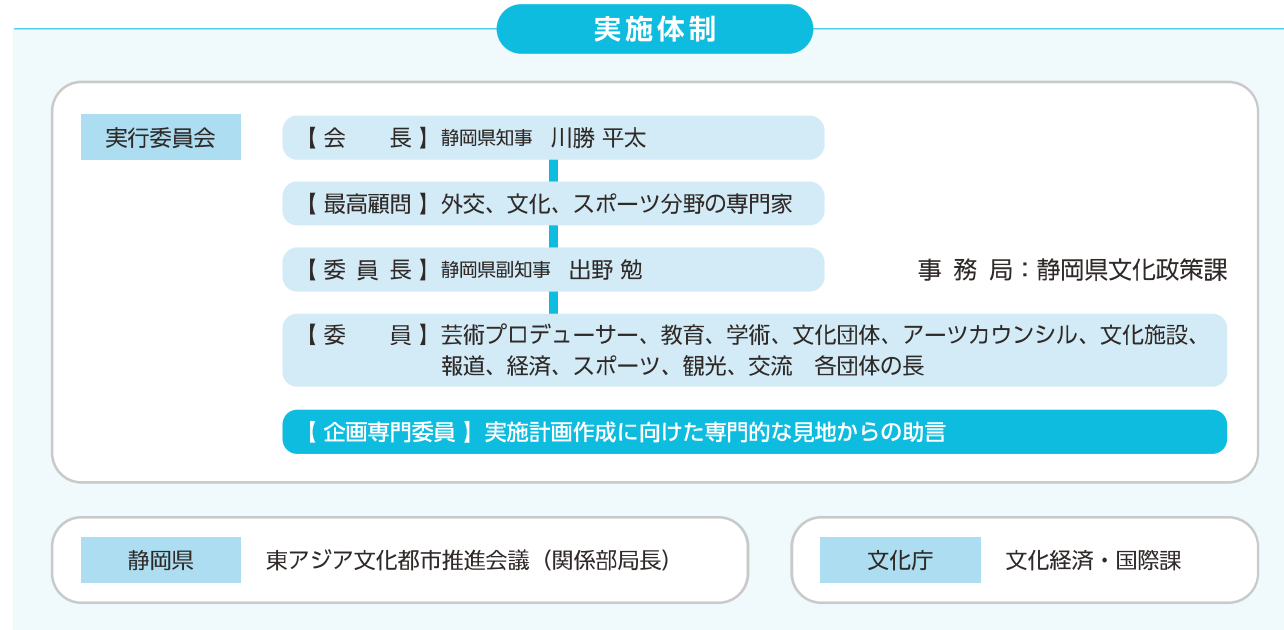 実施体制
実行委員会
【 会　　長 】 静岡県知事　川勝 平太
【 最高顧問 】 外交、文化、スポーツ分野の専門家
【 委 員 長 】 静岡県副知事　出野 勉
事 務 局：静岡県文化政策課
【 委　　員 】 芸術プロデューサー、教育、学術、文化団体、アーツカウンシル、文化施設、
報道、経済、スポーツ、観光、交流　各団体の長
【 企画専門委員 】 実施計画作成に向けた専門的な見地からの助言
静岡県
東アジア文化都市推進会議（関係部局長）
文化庁
文化経済・国際課